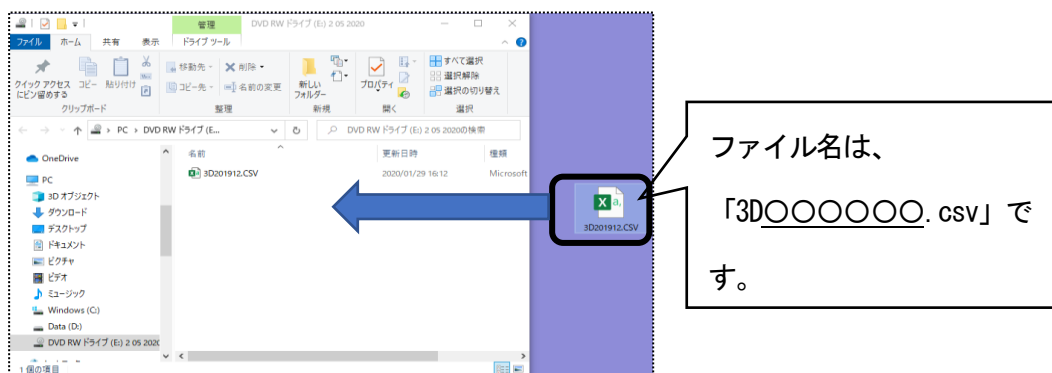 管理
DVD RW ドライブ (E:) 2 05 2020
ファイル ホーム 共有 表示 ドライブ ツール
クイック アクセスにピン留めする
コピー
貼り付け
移動先
コピー先
削除
名前の変更
新しいフォルダー
プロパティ
すべて選択
選択解除
選択の切り替え
クリップボード 整理 新規 開く 選択
PC › DVD RW ドライブ (E...
DVD RW ドライブ (E:) 2 05 2020の検索
名前 更新日時 種類
3D201912.CSV 2020/01/29 16:12 Microsoft
OneDrive
PC
3D オブジェクト
ダウンロード
デスクトップ
ドキュメント
ピクチャ
ビデオ
ミュージック
Windows (C:)
Data (D:)
DVD RW ドライブ (E:) 2 05 2020
1 個の項目
3D201912.CSV
ファイル名は、
「3D○○○○○○.csv」で
す。